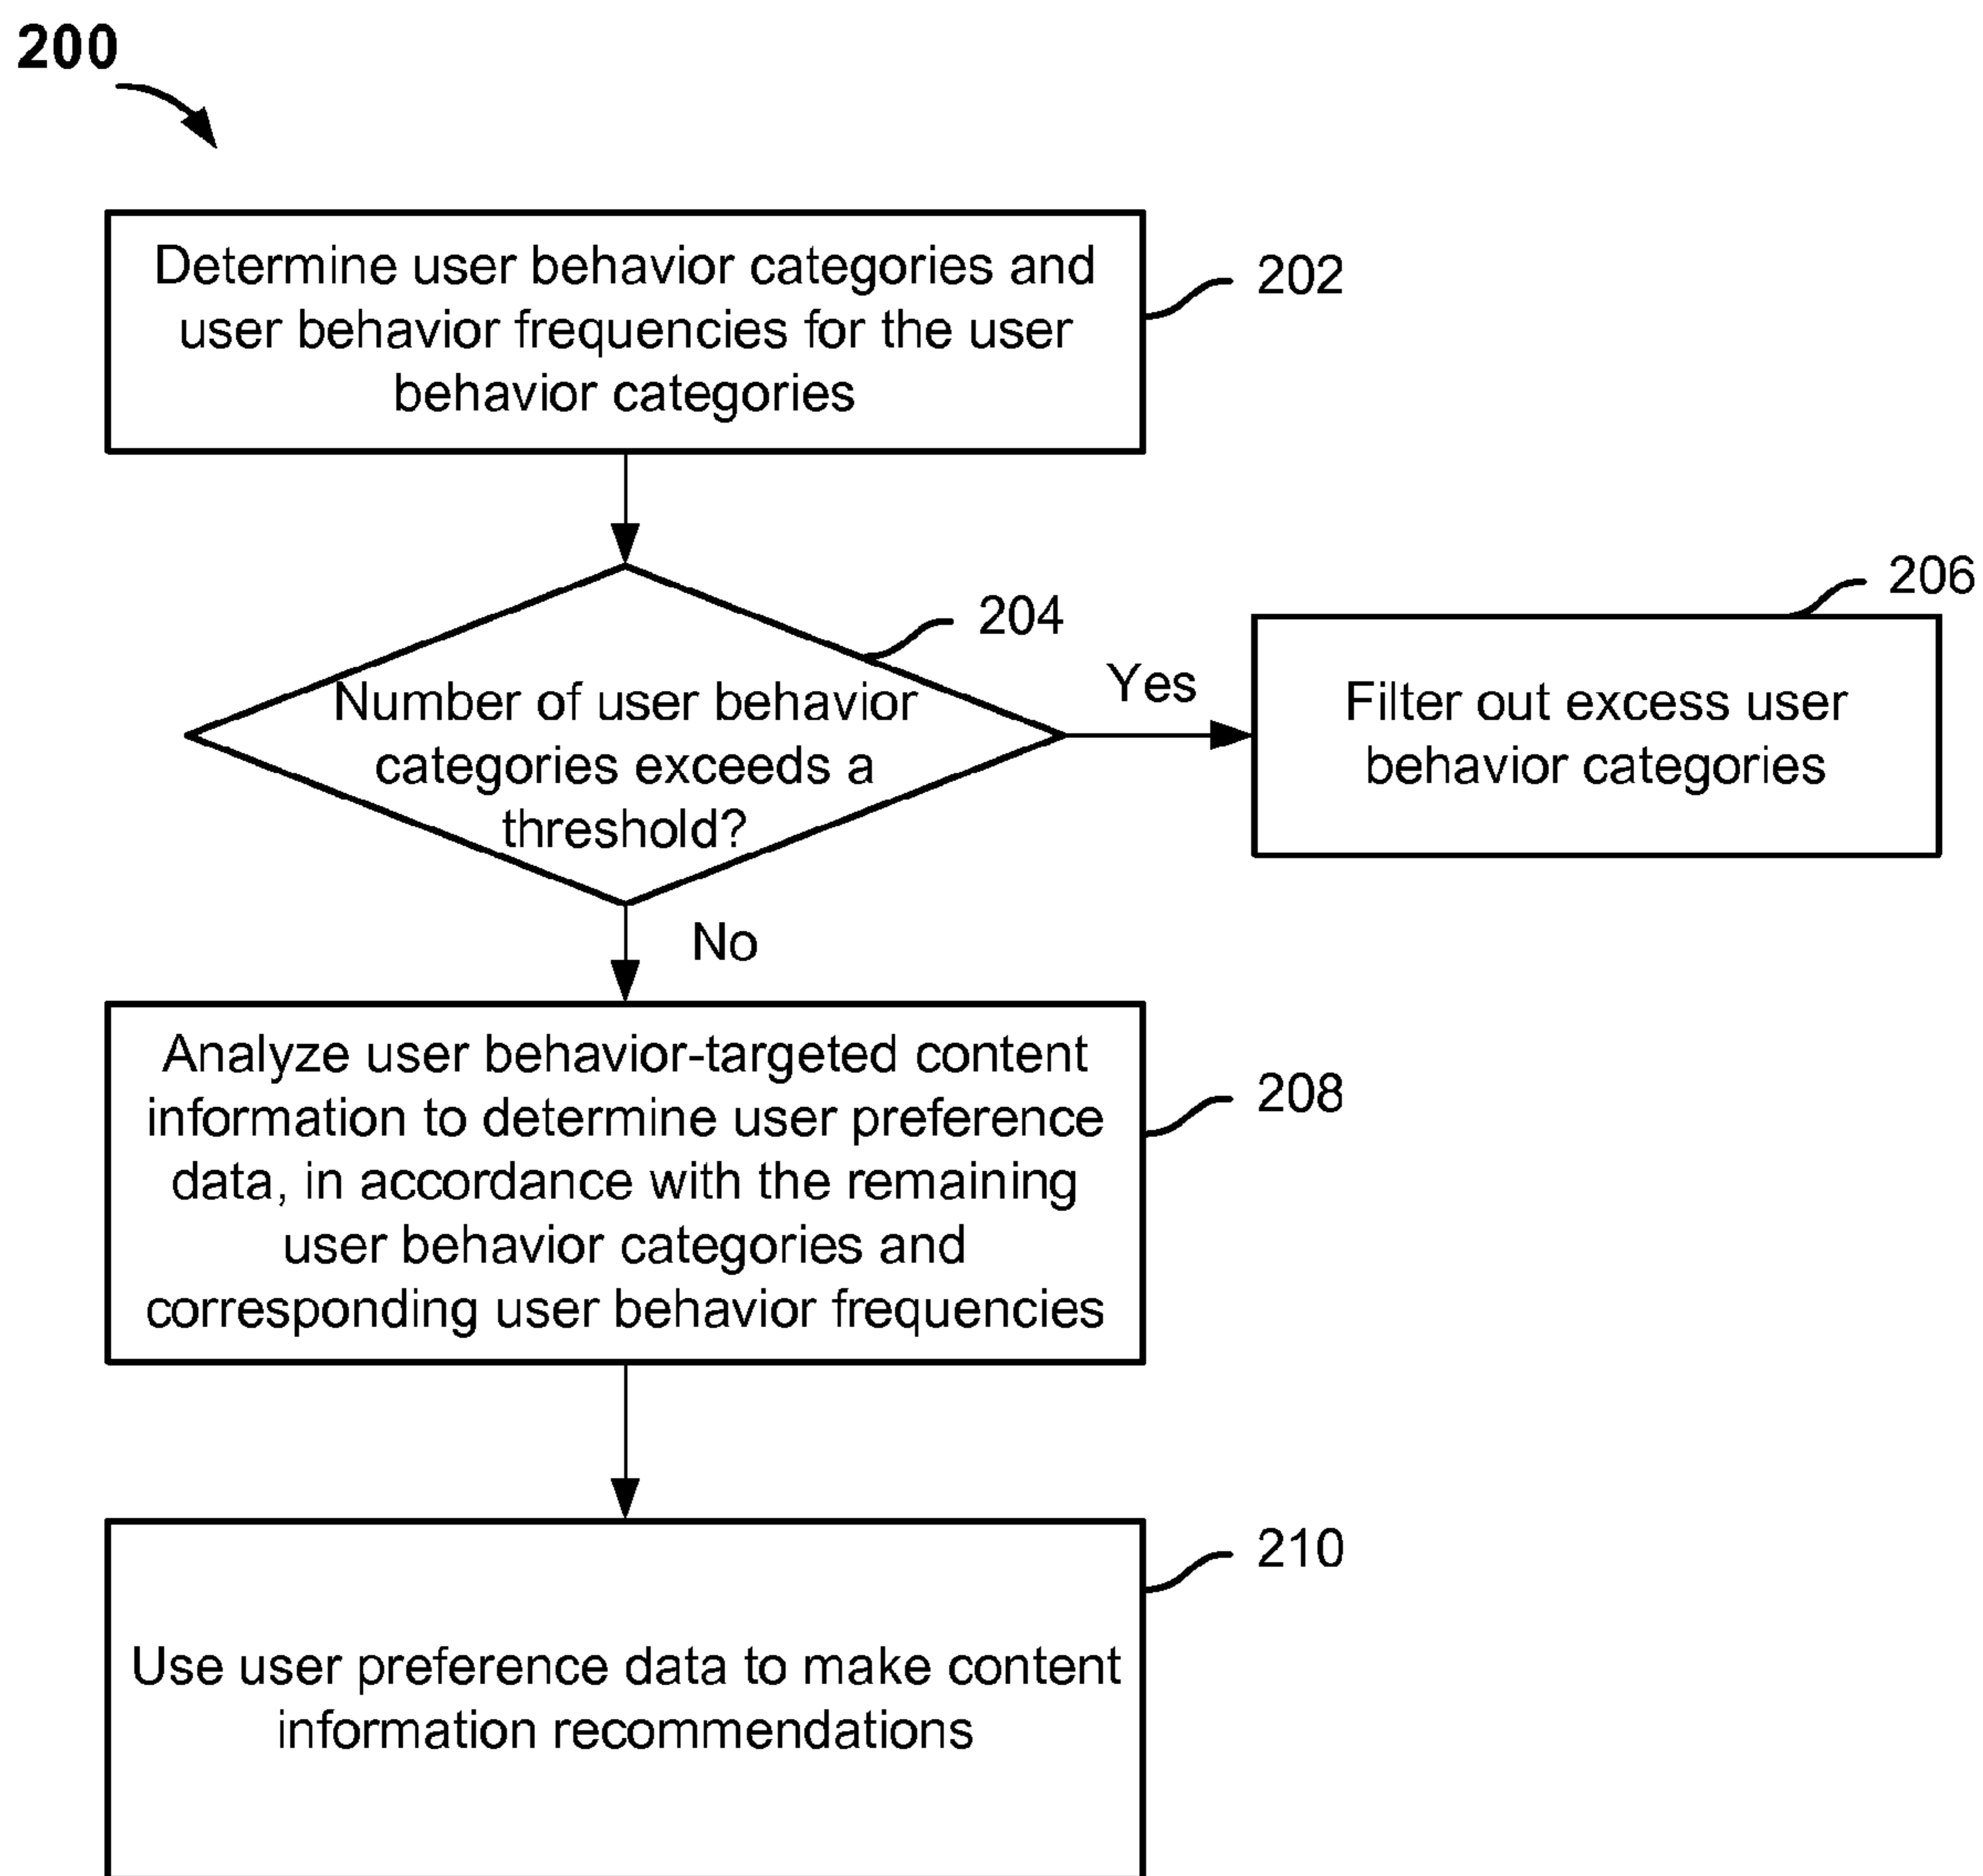 200
Determine user behavior categories and
user behavior frequencies for the user
behavior categories
202
204
Number of user behavior
categories exceeds a
threshold?
Yes
206
Filter out excess user
behavior categories
No
Analyze user behavior-targeted content
information to determine user preference
data, in accordance with the remaining
user behavior categories and
corresponding user behavior frequencies
208
210
Use user preference data to make content
information recommendations